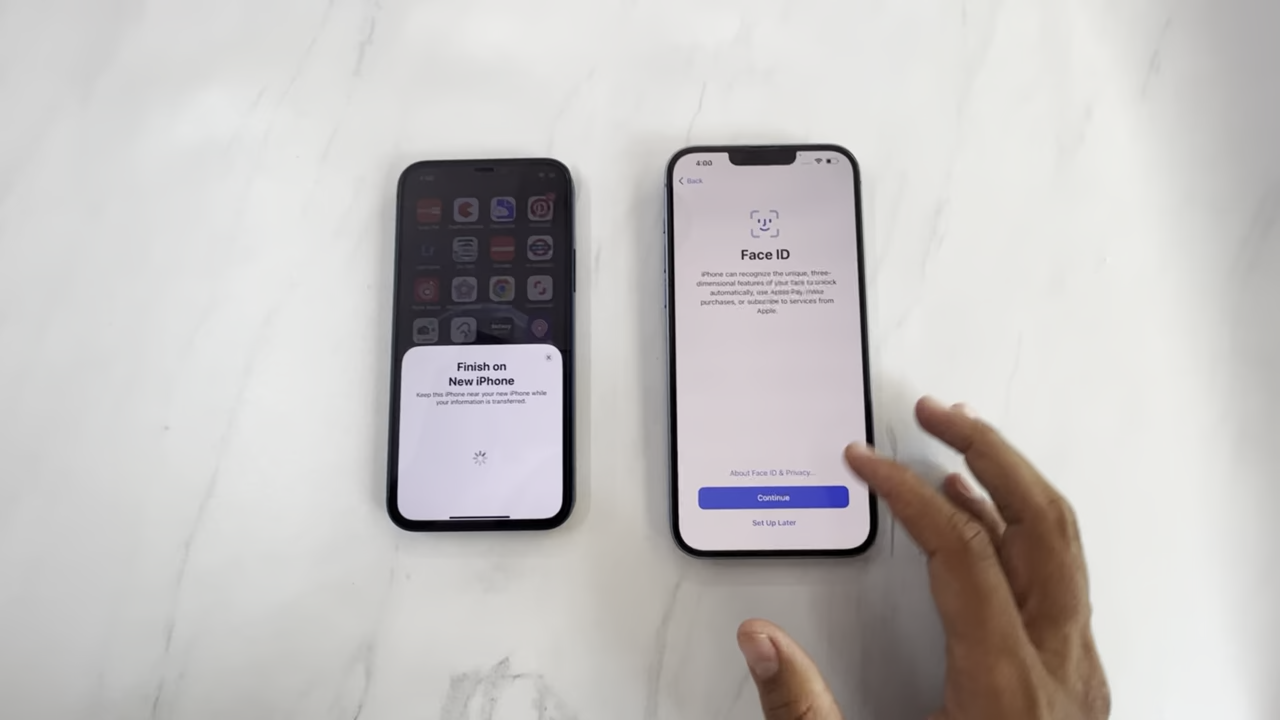 Finish on
New iPhone
Keep this iPhone near your new iPhone while
your information is transferred.
4:00
Back
Face ID
iPhone can recognize the unique, three-
dimensional features of your face to unlock
automatically, use Apple Pay, make
purchases, or subscribe to services from
Apple.
About Face ID & Privacy...
Continue
Set Up Later